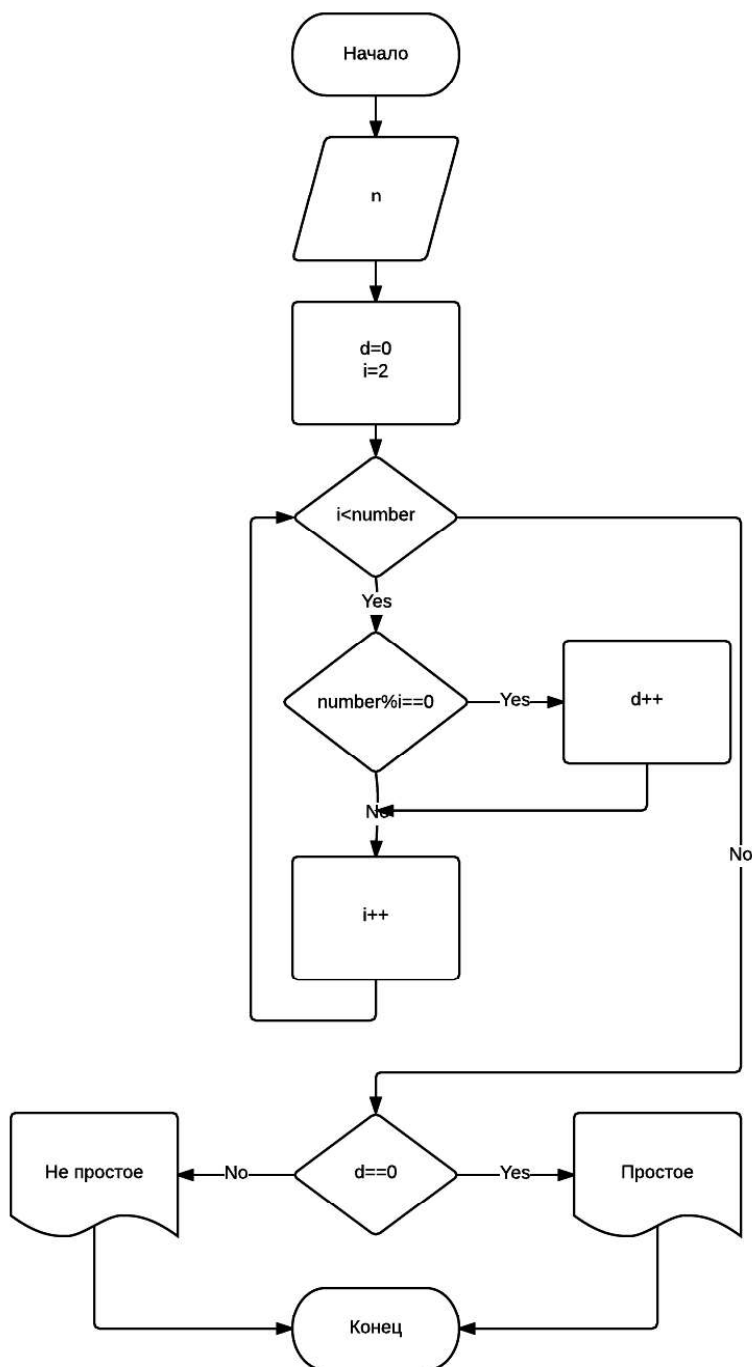 Начало
n
d=0
i=2
i<number
Yes
number%i==0
Yes
d++
No
i++
No
Не простое
No
d==0
Yes
Простое
Конец